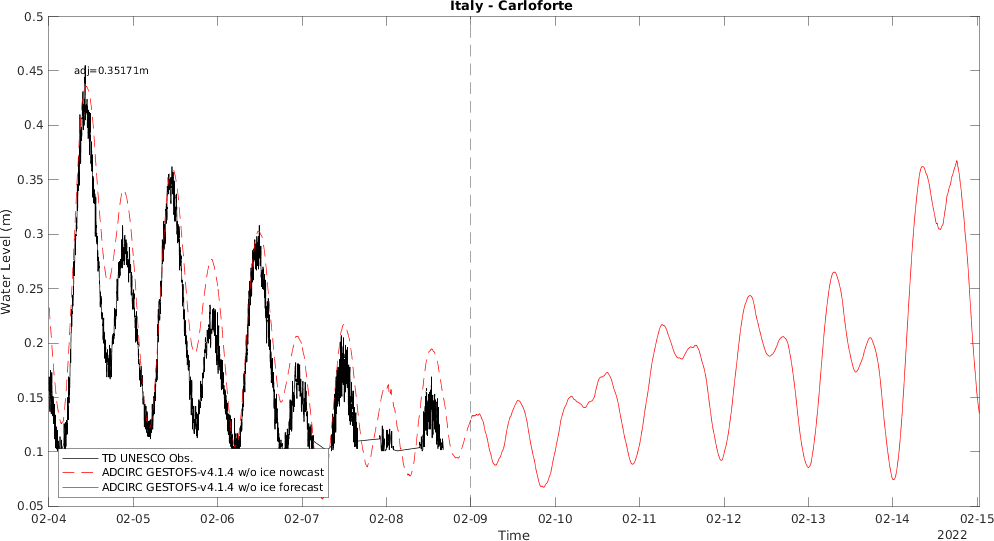 Italy - Carloforte
0.5
0.45
0.4
0.35
0.3
0.25
0.2
0.15
0.1
0.05
Water Level (m)
adj=0.35171m
TD UNESCO Obs.
ADCIRC GESTOFS-v4.1.4 w/o ice nowcast
ADCIRC GESTOFS-v4.1.4 w/o ice forecast
02-04 02-05 02-06 02-07 02-08 02-09 02-10 02-11 02-12 02-13 02-14 02-15
Time
2022